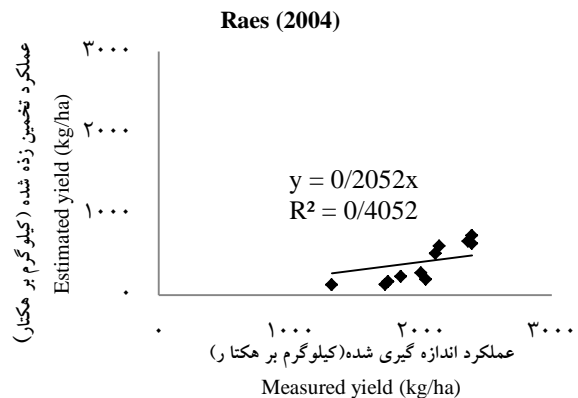 Raes (2004)
عملکرد تخمین زده شده (کیلوگرم بر هکتار)
Estimated yield (kg/ha)
۳۰۰۰
۲۰۰۰
۱۰۰۰
۰
y = 0/2052x
R² = 0/4052
۰ ۱۰۰۰ ۲۰۰۰ ۳۰۰۰
عملکرد اندازه گیری شده(کیلوگرم بر هکتا ر)
Measured yield (kg/ha)